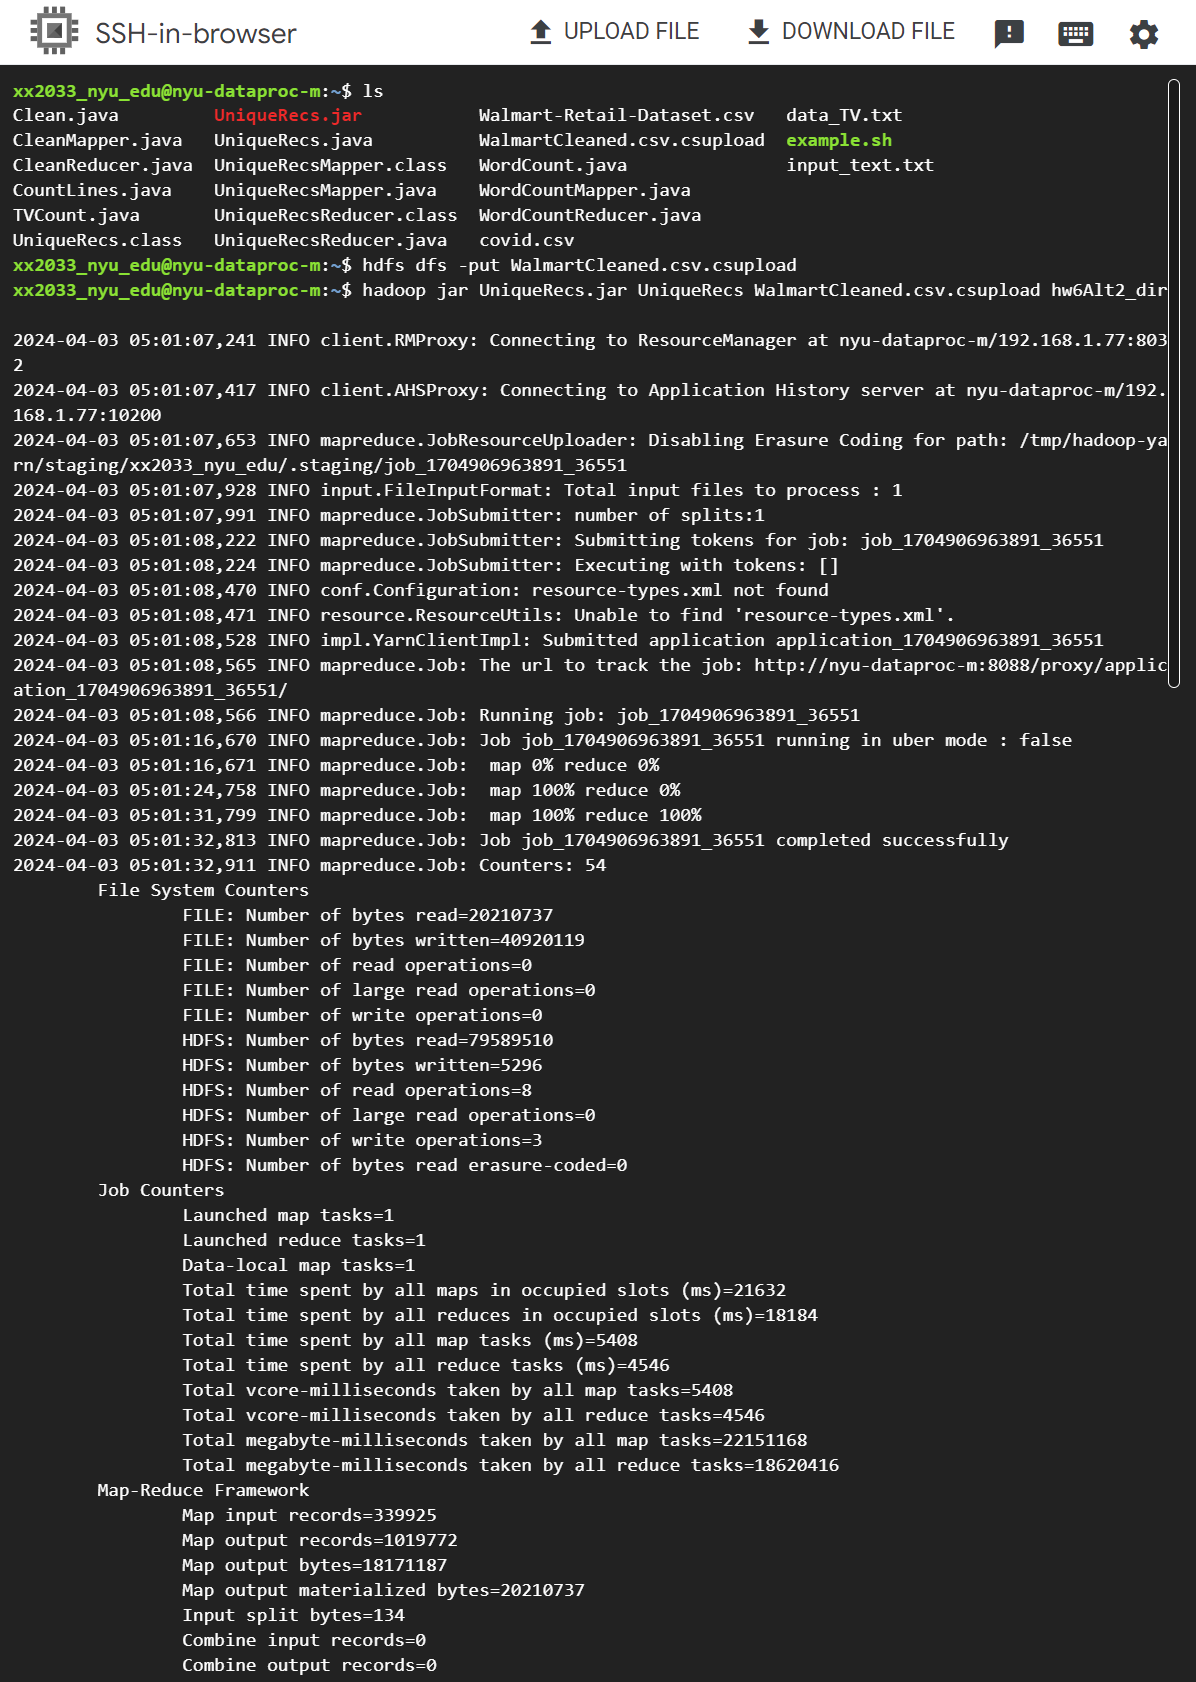 SSH-in-browser UPLOAD FILE DOWNLOAD FILE
xx2033_nyu_edu@nyu-dataproc-m:~$ ls
Clean.java UniqueRecs.jar Walmart-Retail-Dataset.csv data_TV.txt
CleanMapper.java UniqueRecs.java WalmartCleaned.csv.csupload example.sh
CleanReducer.java UniqueRecsMapper.class WordCount.java input_text.txt
CountLines.java UniqueRecsMapper.java WordCountMapper.java
TVCount.java UniqueRecsReducer.class WordCountReducer.java
UniqueRecs.class UniqueRecsReducer.java covid.csv
xx2033_nyu_edu@nyu-dataproc-m:~$ hdfs dfs -put WalmartCleaned.csv.csupload
xx2033_nyu_edu@nyu-dataproc-m:~$ hadoop jar UniqueRecs.jar UniqueRecs WalmartCleaned.csv.csupload hw6Alt2_dir
2024-04-03 05:01:07,241 INFO client.RMProxy: Connecting to ResourceManager at nyu-dataproc-m/192.168.1.77:803
2
2024-04-03 05:01:07,417 INFO client.AHSProxy: Connecting to Application History server at nyu-dataproc-m/192.
168.1.77:10200
2024-04-03 05:01:07,653 INFO mapreduce.JobResourceUploader: Disabling Erasure Coding for path: /tmp/hadoop-ya
rn/staging/xx2033_nyu_edu/.staging/job_1704906963891_36551
2024-04-03 05:01:07,928 INFO input.FileInputFormat: Total input files to process : 1
2024-04-03 05:01:07,991 INFO mapreduce.JobSubmitter: number of splits:1
2024-04-03 05:01:08,222 INFO mapreduce.JobSubmitter: Submitting tokens for job: job_1704906963891_36551
2024-04-03 05:01:08,224 INFO mapreduce.JobSubmitter: Executing with tokens: []
2024-04-03 05:01:08,470 INFO conf.Configuration: resource-types.xml not found
2024-04-03 05:01:08,471 INFO resource.ResourceUtils: Unable to find 'resource-types.xml'.
2024-04-03 05:01:08,528 INFO impl.YarnClientImpl: Submitted application application_1704906963891_36551
2024-04-03 05:01:08,565 INFO mapreduce.Job: The url to track the job: http://nyu-dataproc-m:8088/proxy/applic
ation_1704906963891_36551/
2024-04-03 05:01:08,566 INFO mapreduce.Job: Running job: job_1704906963891_36551
2024-04-03 05:01:16,670 INFO mapreduce.Job: Job job_1704906963891_36551 running in uber mode : false
2024-04-03 05:01:16,671 INFO mapreduce.Job:  map 0% reduce 0%
2024-04-03 05:01:24,758 INFO mapreduce.Job:  map 100% reduce 0%
2024-04-03 05:01:31,799 INFO mapreduce.Job:  map 100% reduce 100%
2024-04-03 05:01:32,813 INFO mapreduce.Job: Job job_1704906963891_36551 completed successfully
2024-04-03 05:01:32,911 INFO mapreduce.Job: Counters: 54
File System Counters
FILE: Number of bytes read=20210737
FILE: Number of bytes written=40920119
FILE: Number of read operations=0
FILE: Number of large read operations=0
FILE: Number of write operations=0
HDFS: Number of bytes read=79589510
HDFS: Number of bytes written=5296
HDFS: Number of read operations=8
HDFS: Number of large read operations=0
HDFS: Number of write operations=3
HDFS: Number of bytes read erasure-coded=0
Job Counters
Launched map tasks=1
Launched reduce tasks=1
Data-local map tasks=1
Total time spent by all maps in occupied slots (ms)=21632
Total time spent by all reduces in occupied slots (ms)=18184
Total time spent by all map tasks (ms)=5408
Total time spent by all reduce tasks (ms)=4546
Total vcore-milliseconds taken by all map tasks=5408
Total vcore-milliseconds taken by all reduce tasks=4546
Total megabyte-milliseconds taken by all map tasks=22151168
Total megabyte-milliseconds taken by all reduce tasks=18620416
Map-Reduce Framework
Map input records=339925
Map output records=1019772
Map output bytes=18171187
Map output materialized bytes=20210737
Input split bytes=134
Combine input records=0
Combine output records=0